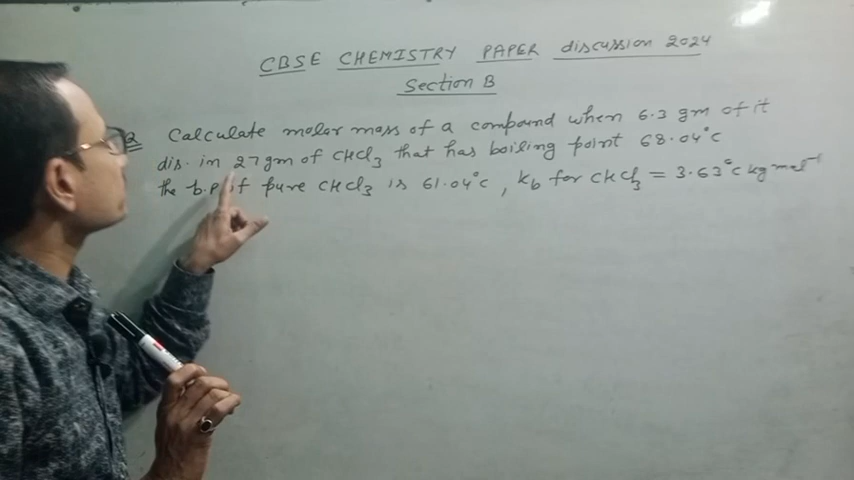 CBSE CHEMISTRY PAPER discussion 2024
Section B
Calculate molar mass of a compound when 6.3 gm of it
dis. in 27 gm of CHCl3 that has boiling point 68.04°c
the b.p of pure CHCl3 is 61.04°c, Kb for CHCl3 = 3.63°c kg mol-1